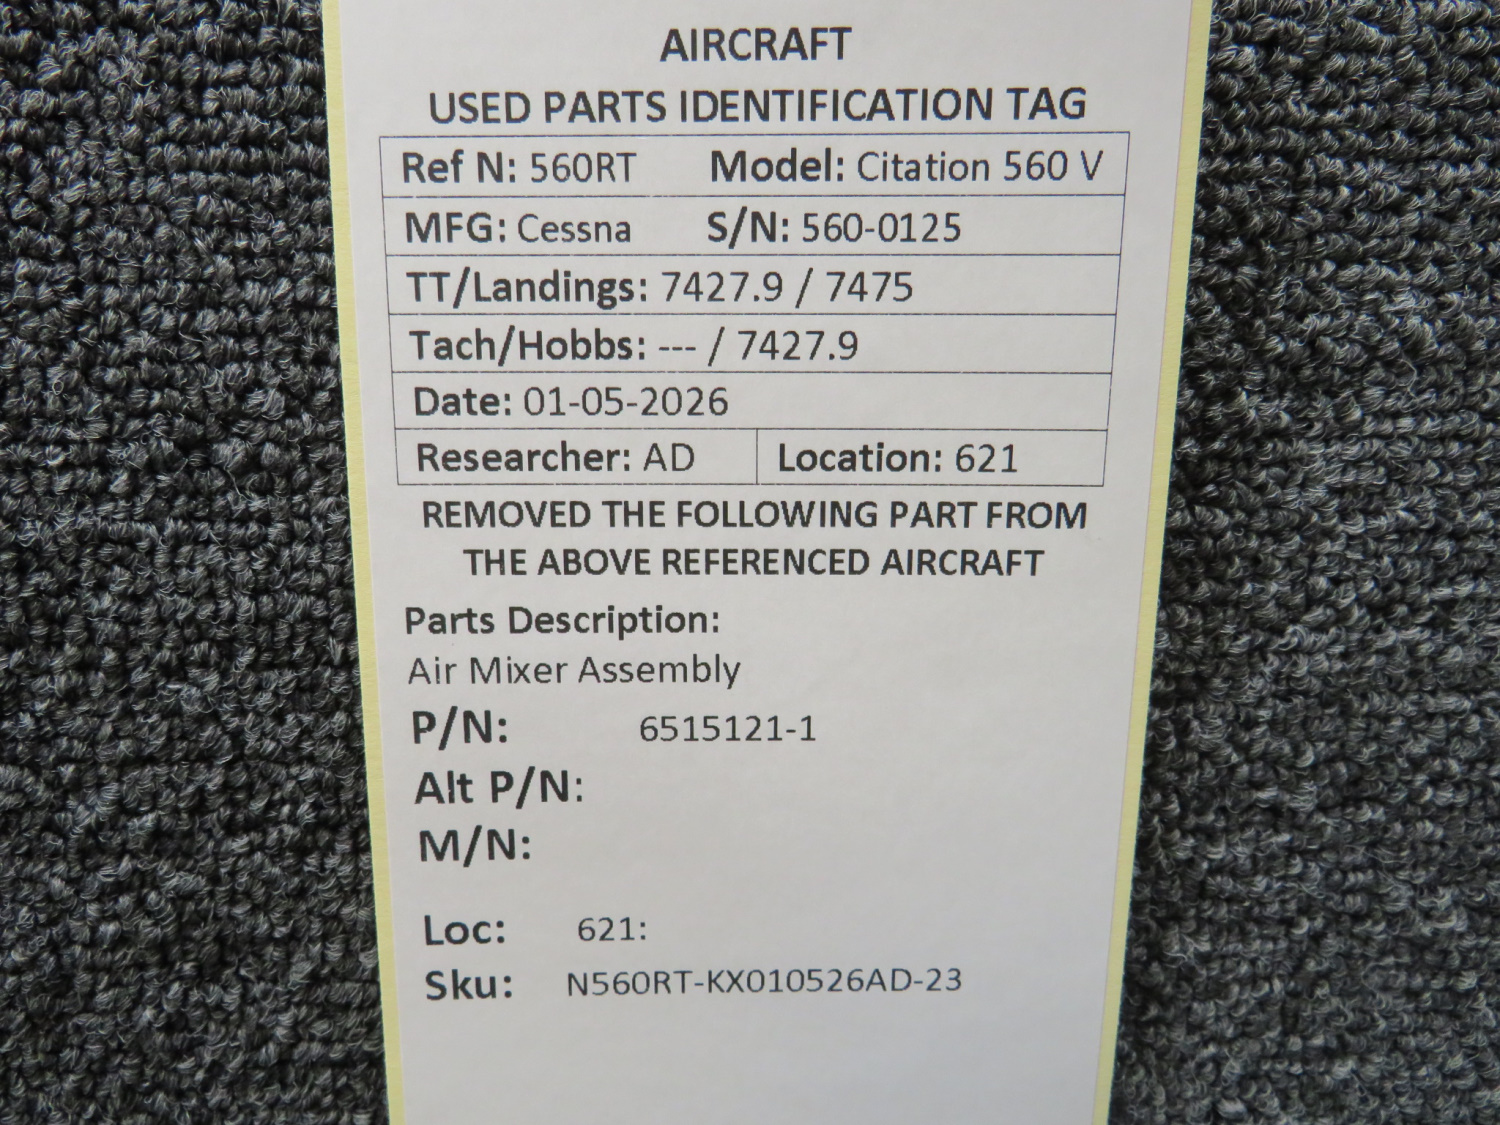 AIRCRAFT
USED PARTS IDENTIFICATION TAG
Ref N: 560RT Model: Citation 560 V
MFG: Cessna S/N: 560-0125
TT/Landings: 7427.9 / 7475
Tach/Hobbs: --- / 7427.9
Date: 01-05-2026
Researcher: AD Location: 621
REMOVED THE FOLLOWING PART FROM
THE ABOVE REFERENCED AIRCRAFT
Parts Description:
Air Mixer Assembly
P/N: 6515121-1
Alt P/N:
M/N:
Loc: 621:
Sku: N560RT-KX010526AD-23